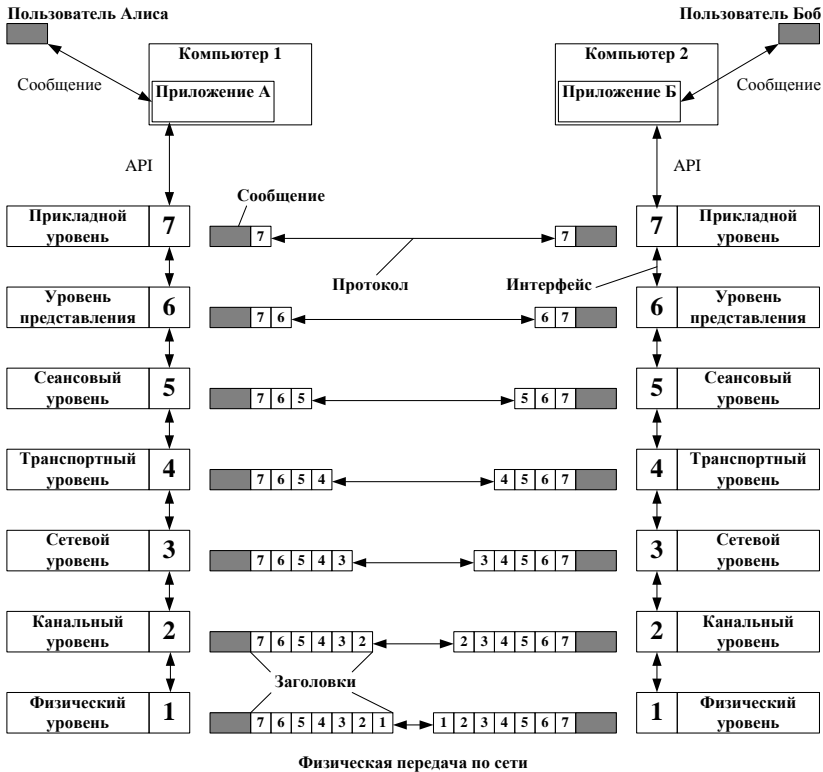 Пользователь Алиса
Пользователь Боб
Компьютер 1
Компьютер 2
Сообщение
Приложение А
Приложение Б
Сообщение
API
API
Сообщение
Прикладной уровень
7
7
7
7
Прикладной уровень
Протокол
Интерфейс
Уровень представления
6
7 6
6 7
6
Уровень представления
Сеансовый уровень
5
7 6 5
5 6 7
5
Сеансовый уровень
Транспортный уровень
4
7 6 5 4
4 5 6 7
4
Транспортный уровень
Сетевой уровень
3
7 6 5 4 3
3 4 5 6 7
3
Сетевой уровень
Канальный уровень
2
7 6 5 4 3 2
2 3 4 5 6 7
2
Канальный уровень
Заголовки
Физический уровень
1
7 6 5 4 3 2 1
1 2 3 4 5 6 7
1
Физический уровень
Физическая передача по сети